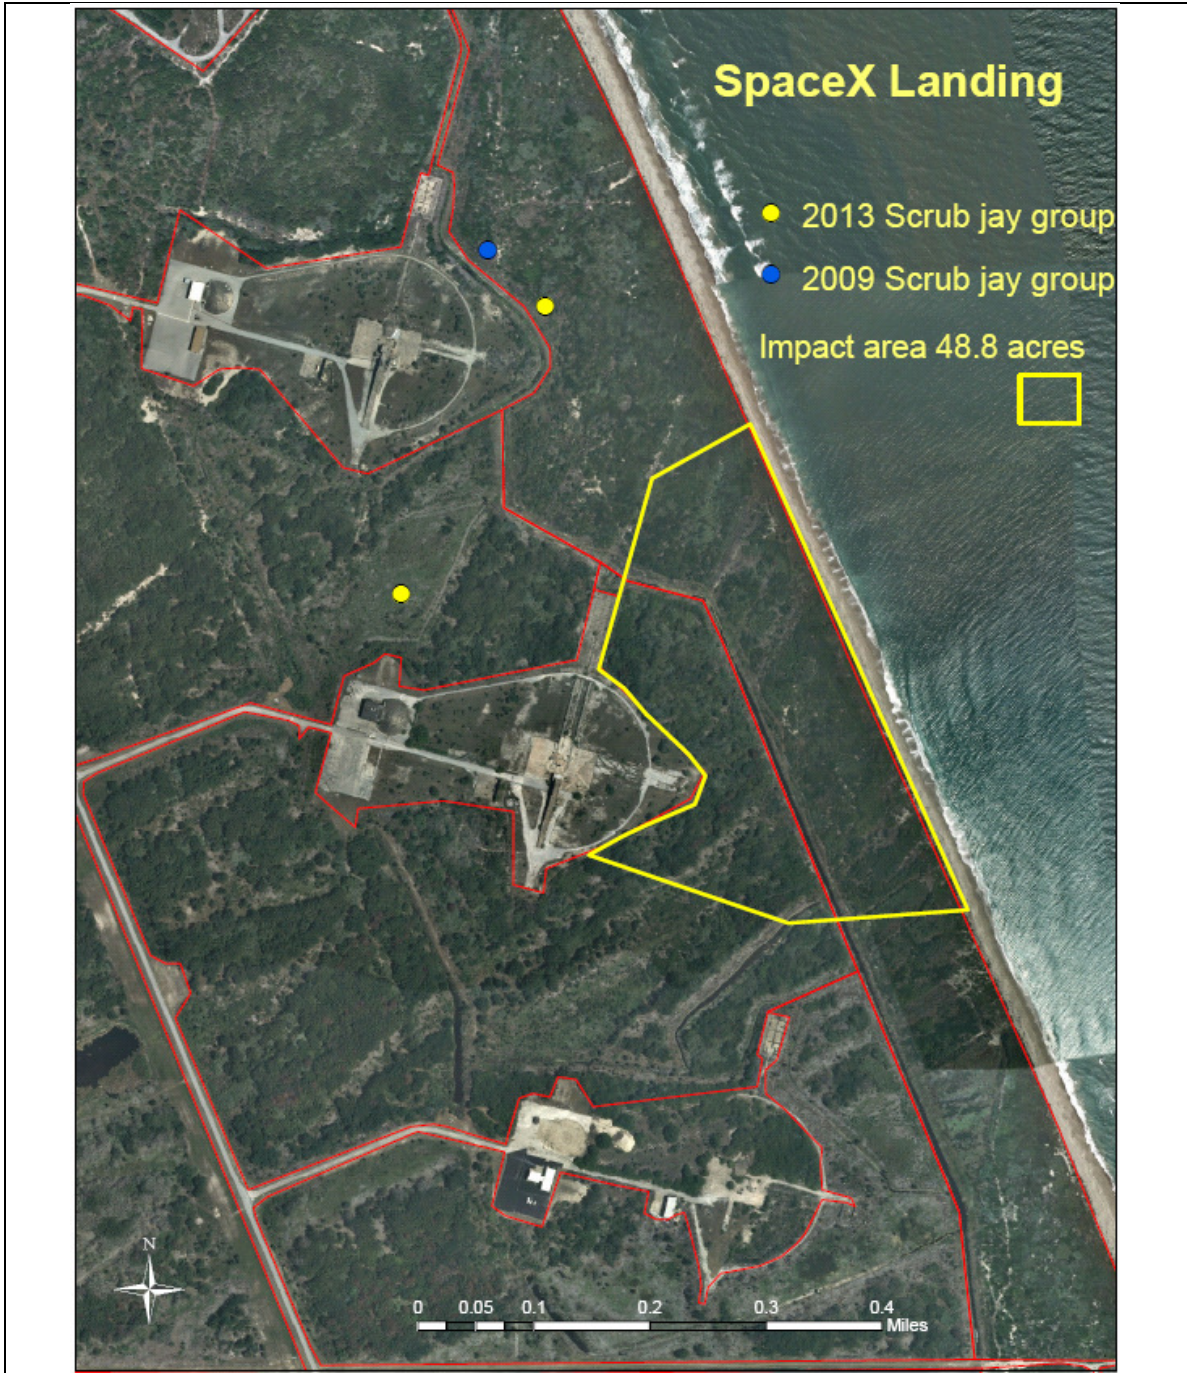 SpaceX Landing
2013 Scrub jay group
2009 Scrub jay group
Impact area 48.8 acres
N
0 0.05 0.1 0.2 0.3 0.4
Miles